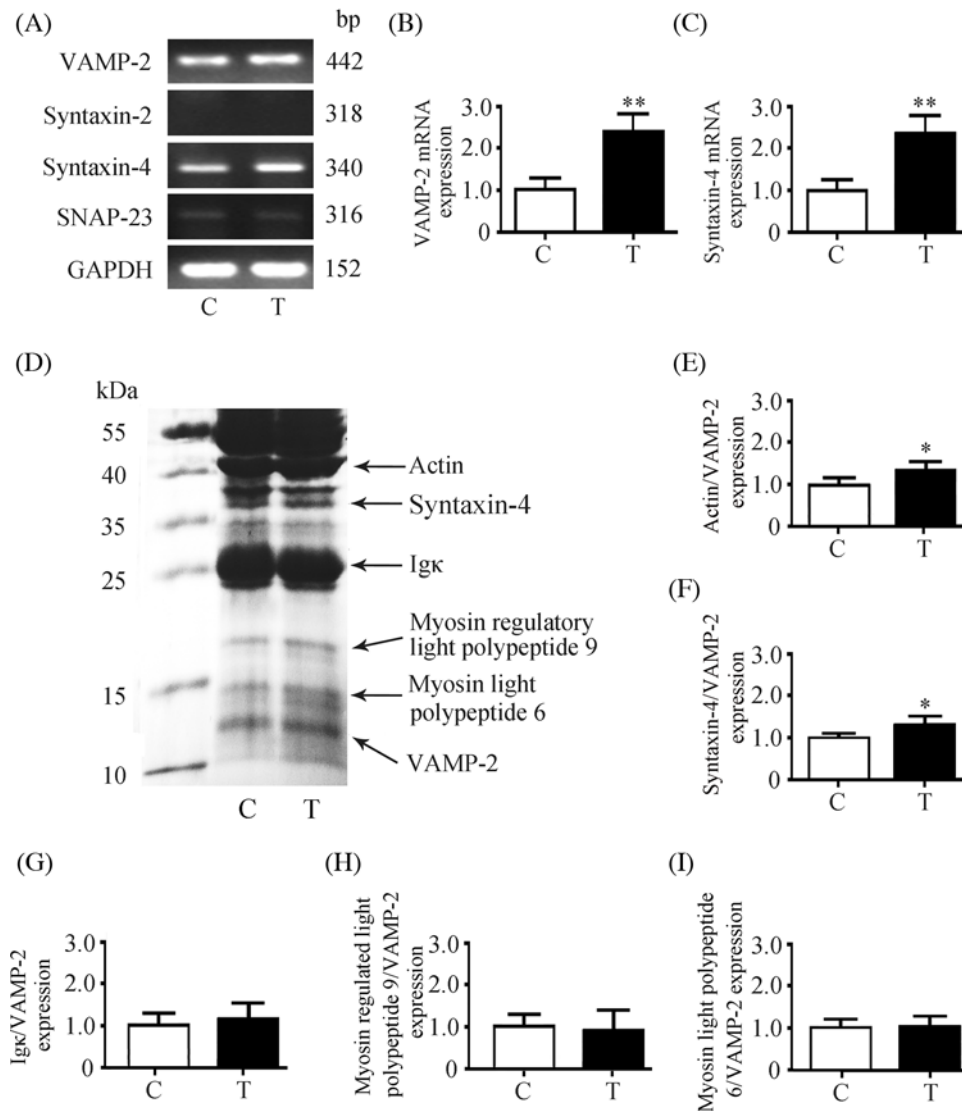 (A)
bp
VAMP-2
442
Syntaxin-2
318
Syntaxin-4
340
SNAP-23
316
GAPDH
152
C T
(B)
VAMP-2 mRNA
expression
3.0
2.0
1.0
0
**
C T
(C)
Syntaxin-4 mRNA
expression
3.0
2.0
1.0
0
**
C T
(D)
kDa
55
40
35
25
15
10
Actin
Syntaxin-4
Igκ
Myosin regulatory
light polypeptide 9
Myosin light
polypeptide 6
VAMP-2
C T
(E)
Actin/VAMP-2
expression
3.0
2.0
1.0
0
*
C T
(F)
Syntaxin-4/VAMP-2
expression
3.0
2.0
1.0
0
*
C T
(G)
Igκ/VAMP-2
expression
3.0
2.0
1.0
0
C T
(H)
Myosin regulated light
polypeptide 9/VAMP-2
expression
3.0
2.0
1.0
0
C T
(I)
Myosin light polypeptide
6/VAMP-2 expression
3.0
2.0
1.0
0
C T